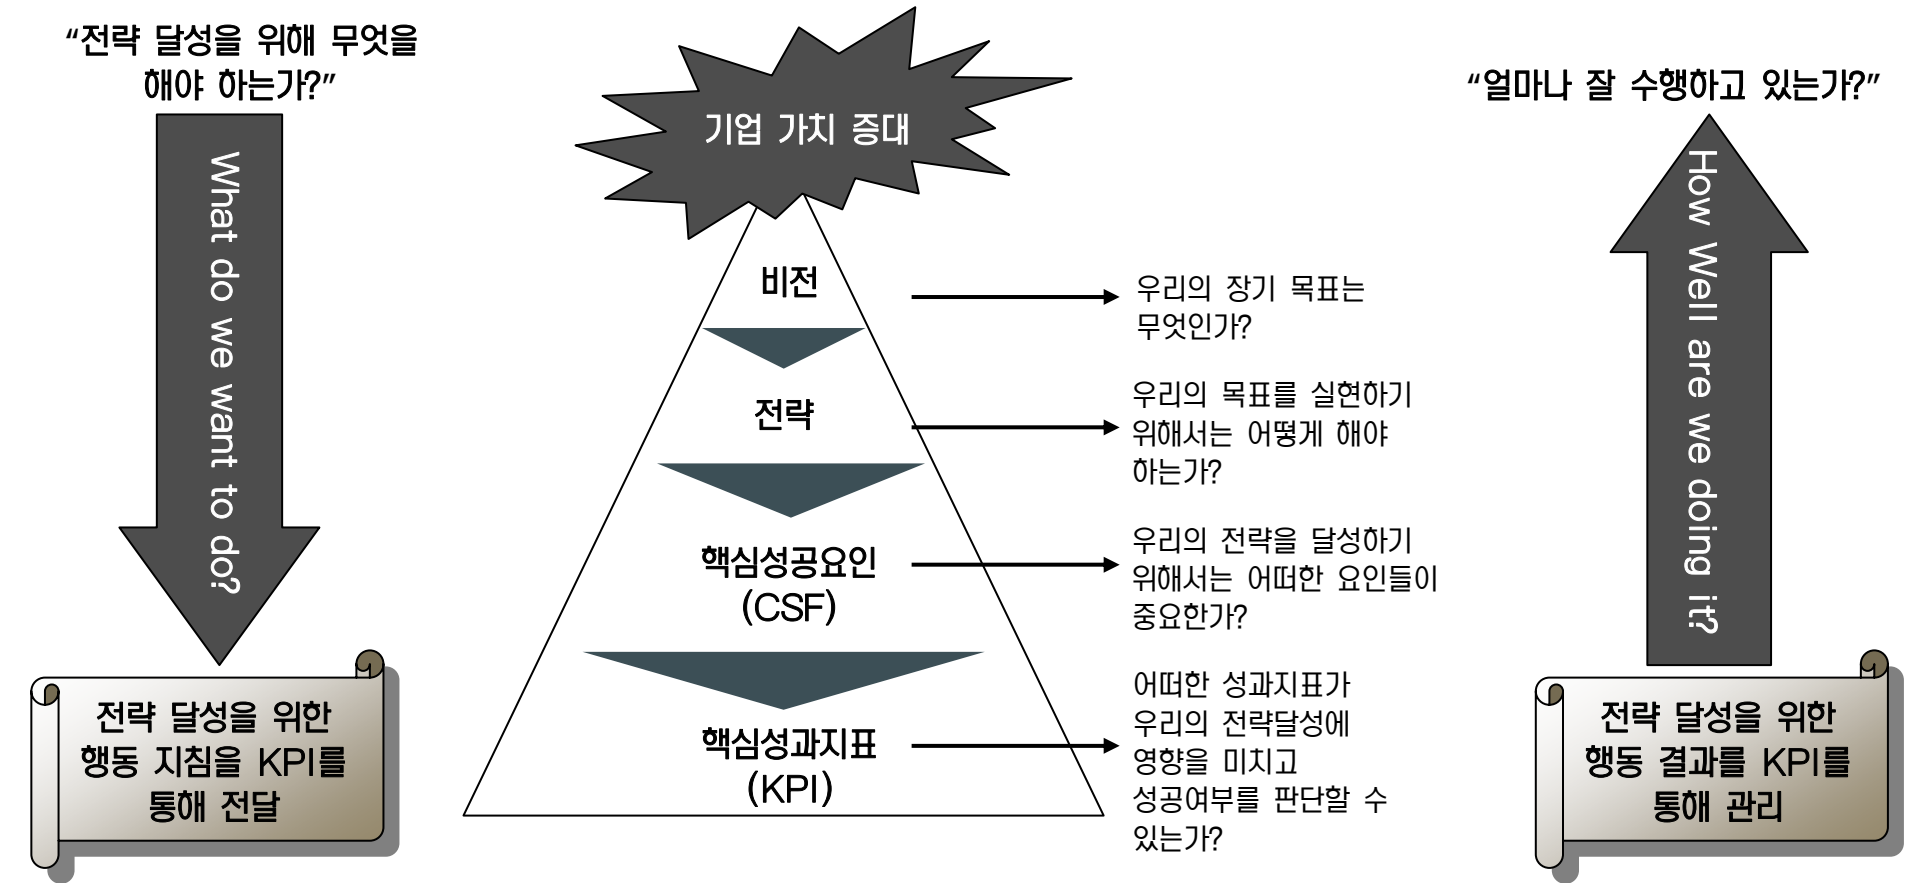 “전략 달성을 위해 무엇을
해야 하는가?”
What do we want to do?
전략 달성을 위한
행동 지침을 KPI를
통해 전달
기업 가치 증대
비전
전략
핵심성공요인
(CSF)
핵심성과지표
(KPI)
우리의 장기 목표는
무엇인가?
우리의 목표를 실현하기
위해서는 어떻게 해야
하는가?
우리의 전략을 달성하기
위해서는 어떠한 요인들이
중요한가?
어떠한 성과지표가
우리의 전략달성에
영향을 미치고
성공여부를 판단할 수
있는가?
“얼마나 잘 수행하고 있는가?”
How Well are we doing it?
전략 달성을 위한
행동 결과를 KPI를
통해 관리